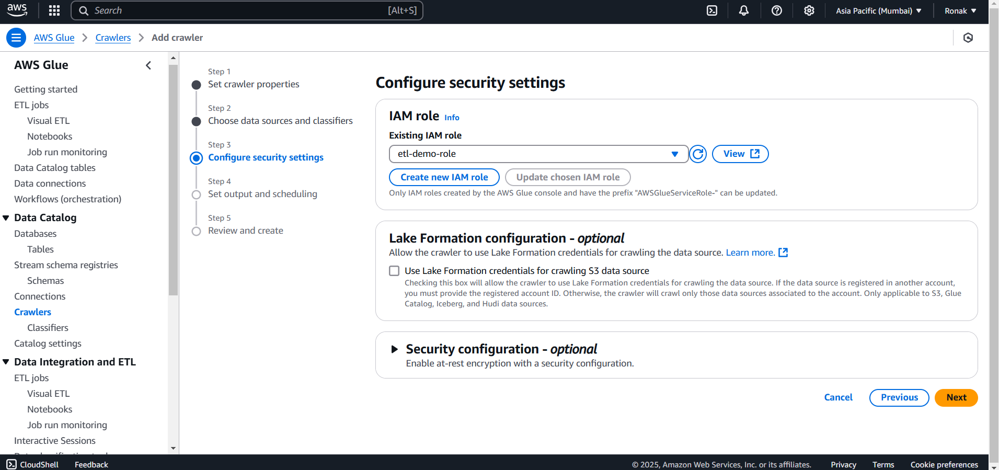 aws
Search [Alt+S]
Asia Pacific (Mumbai)
Ronak
AWS Glue
Crawlers
Add crawler
AWS Glue
Getting started
ETL jobs
Visual ETL
Notebooks
Job run monitoring
Data Catalog tables
Data connections
Workflows (orchestration)
Data Catalog
Databases
Tables
Stream schema registries
Schemas
Connections
Crawlers
Classifiers
Catalog settings
Data Integration and ETL
ETL jobs
Visual ETL
Notebooks
Job run monitoring
Interactive Sessions
Step 1
Set crawler properties
Step 2
Choose data sources and classifiers
Step 3
Configure security settings
Step 4
Set output and scheduling
Step 5
Review and create
Configure security settings
IAM role Info
Existing IAM role
etl-demo-role
View
Create new IAM role
Update chosen IAM role
Only IAM roles created by the AWS Glue console and have the prefix "AWSGlueServiceRole-" can be updated.
Lake Formation configuration - optional
Allow the crawler to use Lake Formation credentials for crawling the data source. Learn more.
Use Lake Formation credentials for crawling S3 data source
Checking this box will allow the crawler to use Lake Formation credentials for crawling the data source. If the data source is registered in another account,
you must provide the registered account ID. Otherwise, the crawler will crawl only those data sources associated to the account. Only applicable to S3, Glue
Catalog, Iceberg, and Hudi data sources.
Security configuration - optional
Enable at-rest encryption with a security configuration.
Cancel
Previous
Next
CloudShell
Feedback
© 2025, Amazon Web Services, Inc. or its affiliates.
Privacy
Terms
Cookie preferences